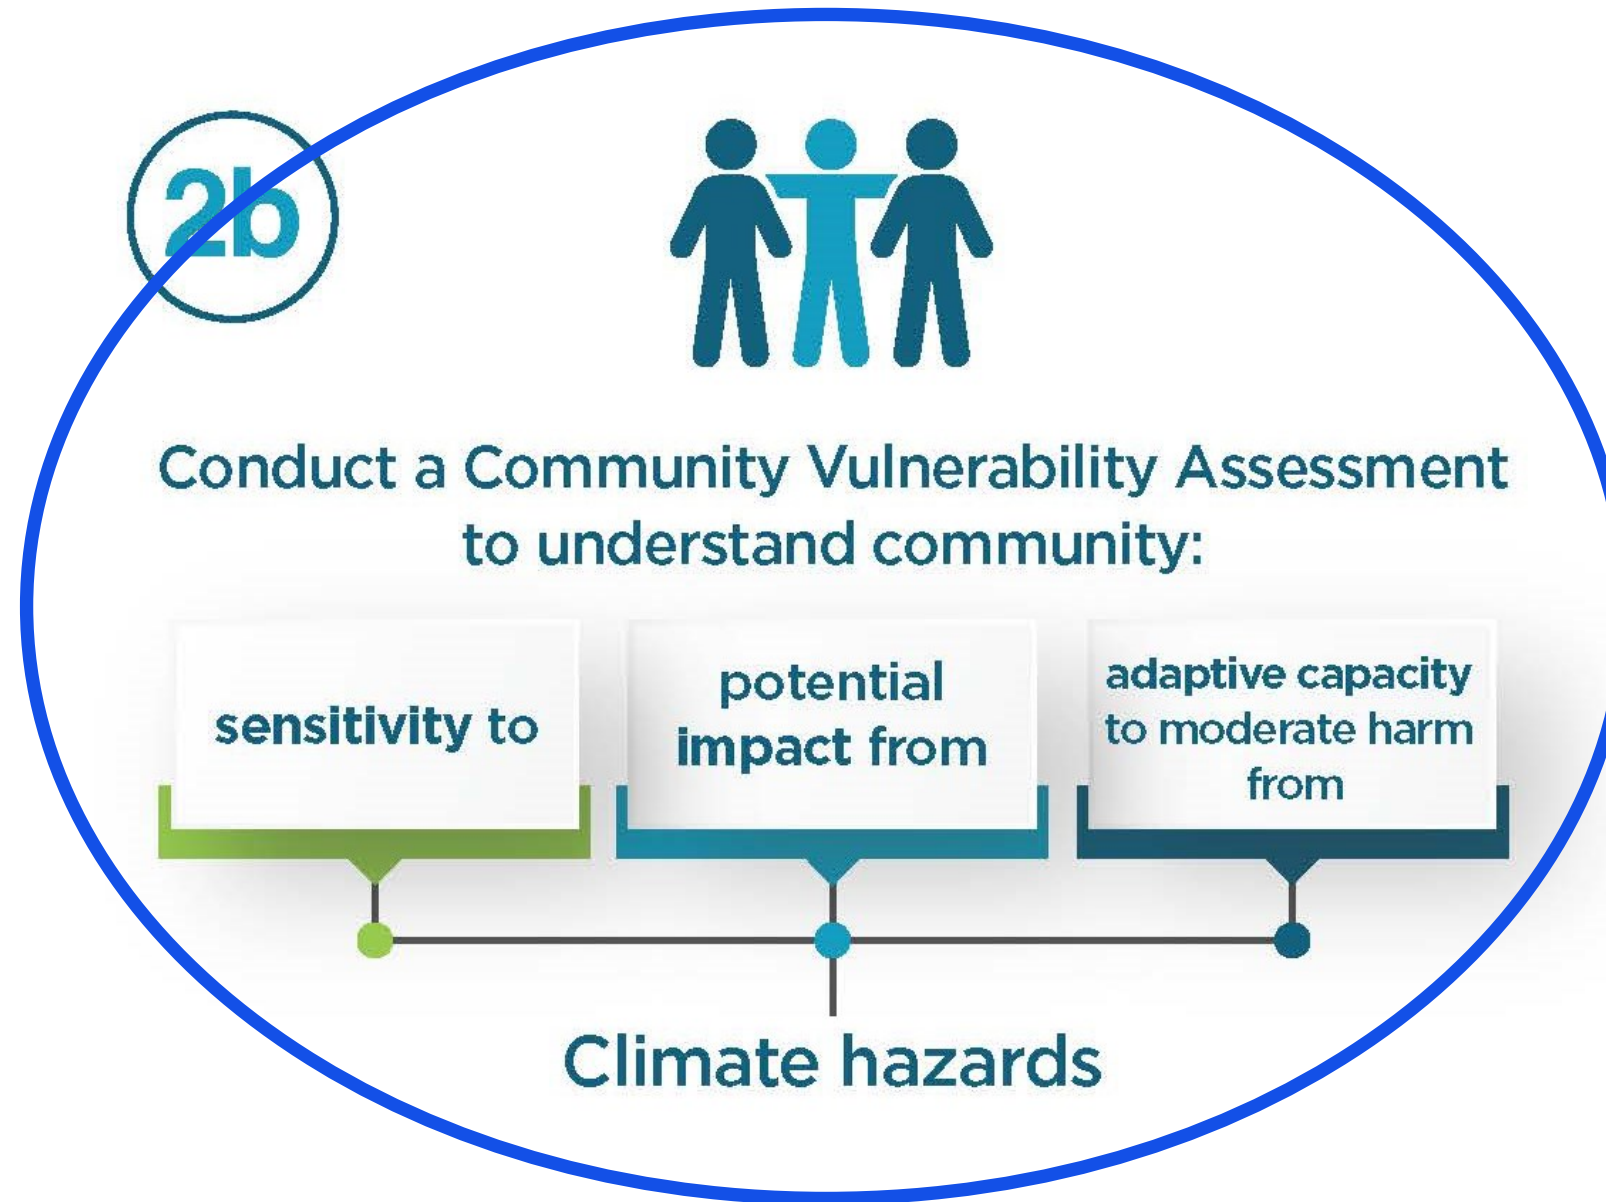 2b
Conduct a Community Vulnerability Assessment
to understand community:
sensitivity to
potential
impact from
adaptive capacity
to moderate harm
from
Climate hazards